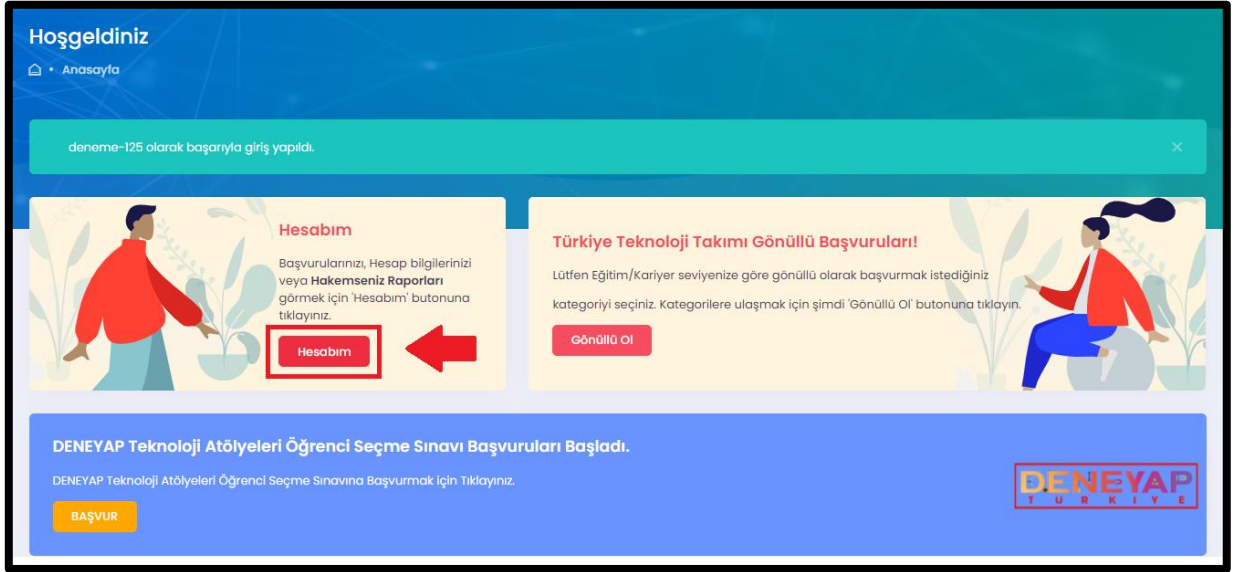 Hoşgeldiniz
• Anasayfa
deneme-125 olarak başarıyla giriş yapıldı.
Hesabım
Başvurularınızı, Hesap bilgilerinizi
veya Hakemseniz Raporları
görmek için 'Hesabım' butonuna
tıklayınız.
Hesabım
Türkiye Teknoloji Takımı Gönüllü Başvuruları!
Lütfen Eğitim/Kariyer seviyenize göre gönüllü olarak başvurmak istediğiniz
kategoriyi seçiniz. Kategorilere ulaşmak için şimdi 'Gönüllü Ol' butonuna tıklayın.
Gönüllü Ol
DENEYAP Teknoloji Atölyeleri Öğrenci Seçme Sınavı Başvuruları Başladı.
DENEYAP Teknoloji Atölyeleri Öğrenci Seçme Sınavına Başvurmak için Tıklayınız.
BAŞVUR
DENEYAP
TÜRKİYE